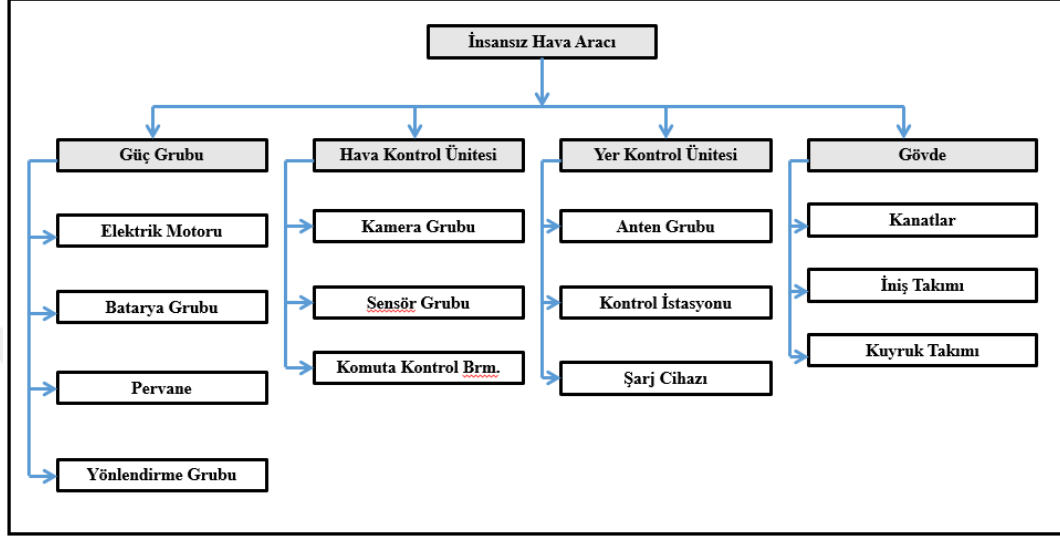 İnsansız Hava Aracı
Güç Grubu
Elektrik Motoru
Batarya Grubu
Pervane
Yönlendirme Grubu
Hava Kontrol Ünitesi
Kamera Grubu
Sensör Grubu
Komuta Kontrol Brm.
Yer Kontrol Ünitesi
Anten Grubu
Kontrol İstasyonu
Şarj Cihazı
Gövde
Kanatlar
İniş Takımı
Kuyruk Takımı